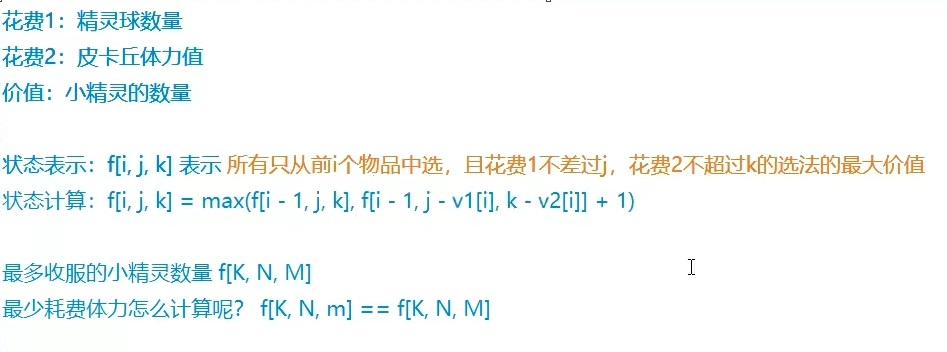 花费1：精灵球数量
花费2：皮卡丘体力值
价值：小精灵的数量
状态表示：f[i, j, k] 表示 所有只从前i个物品中选，且花费1不差过j，花费2不超过k的选法的最大价值
状态计算：f[i, j, k] = max(f[i - 1, j, k], f[i - 1, j - v1[i], k - v2[i]] + 1)
最多收服的小精灵数量 f[K, N, M]
最少耗费体力怎么计算呢？ f[K, N, m] == f[K, N, M]